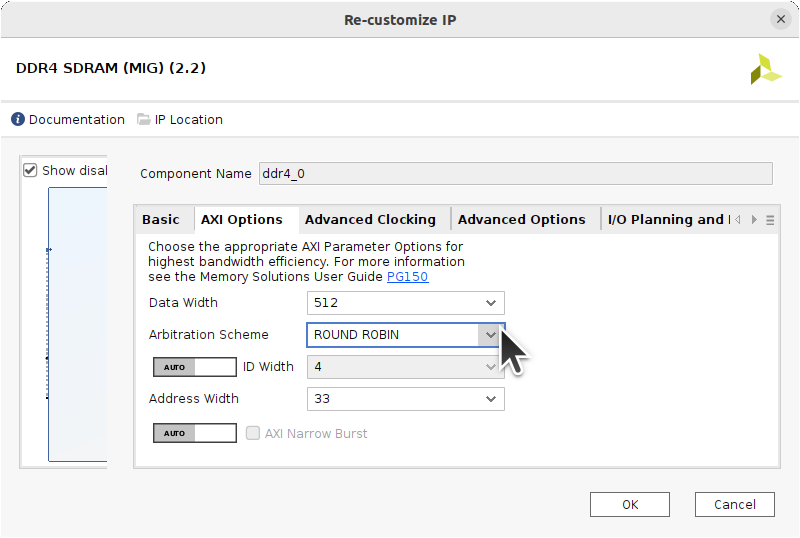 Re-customize IP
DDR4 SDRAM (MIG) (2.2)
Documentation IP Location
Show disal
Component Name ddr4_0
Basic AXI Options Advanced Clocking Advanced Options I/O Planning and
Choose the appropriate AXI Parameter Options for
highest bandwidth efficiency. For more information
see the Memory Solutions User Guide PG150
Data Width 512
Arbitration Scheme ROUND ROBIN
AUTO ID Width 4
Address Width 33
AUTO AXI Narrow Burst
OK Cancel